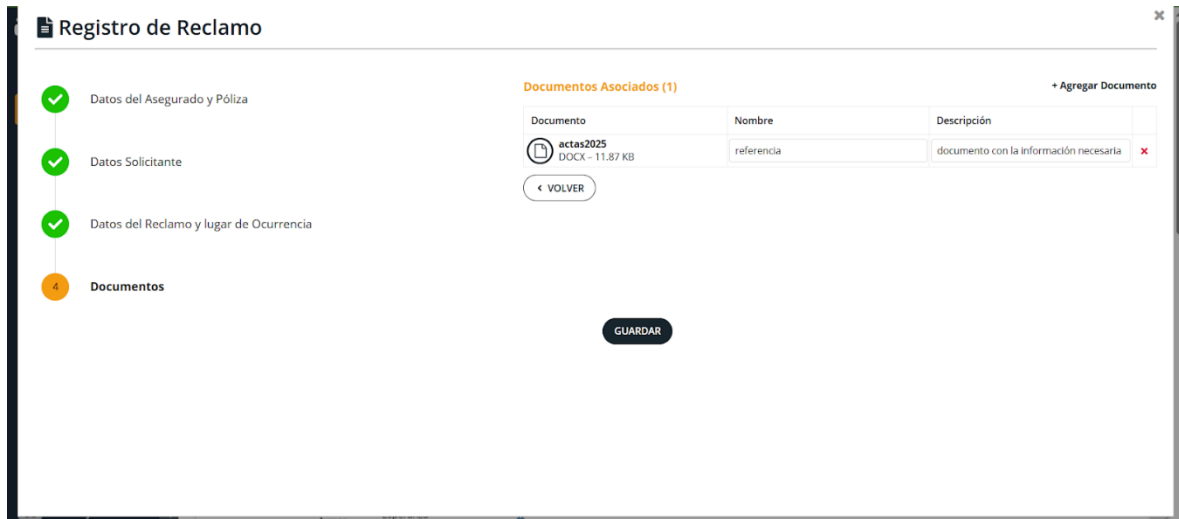 Registro de Reclamo
Datos del Asegurado y Póliza
Datos Solicitante
Datos del Reclamo y lugar de Ocurrencia
4 Documentos
Documentos Asociados (1) + Agregar Documento
Documento Nombre Descripción
actas2025
DOCX – 11.87 KB referencia documento con la información necesaria
VOLVER
GUARDAR